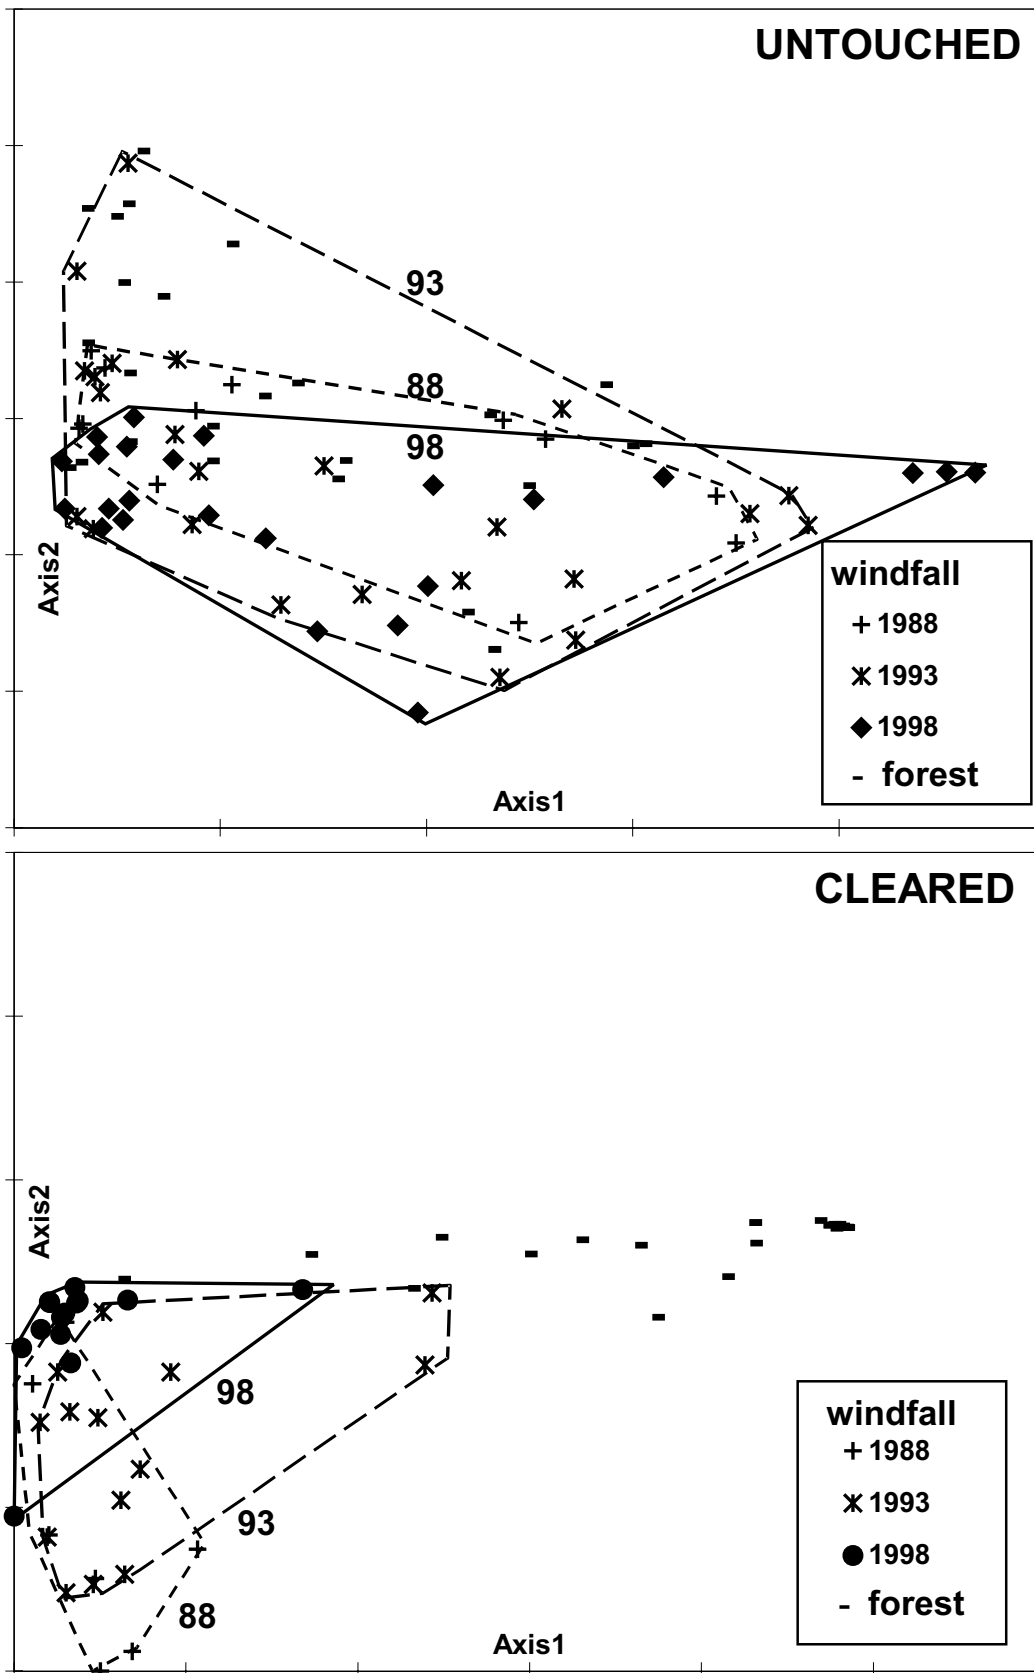 UNTOUCHED
93
88
98
Axis2
windfall
+ 1988
1993
◆ 1998
- forest
Axis1
CLEARED
Axis2
98
93
88
windfall
+ 1988
1993
● 1998
- forest
Axis1